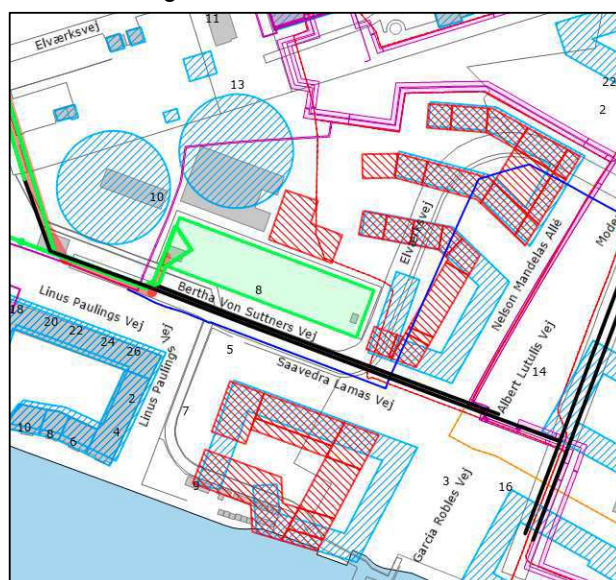 11
Elværksvej
22
13
2
10
Elværksvej
Nelson Mandelas Allé
Mode
8
Bertha Von Suttners Vej
Linus Paulings Vej
18
20
22
24
26
Linus Paulings Vej
5
Saavedra Lamas Vej
Albert Lutulis Vej
14
2
7
10
8
6
4
9
3
16
García Robles Vej